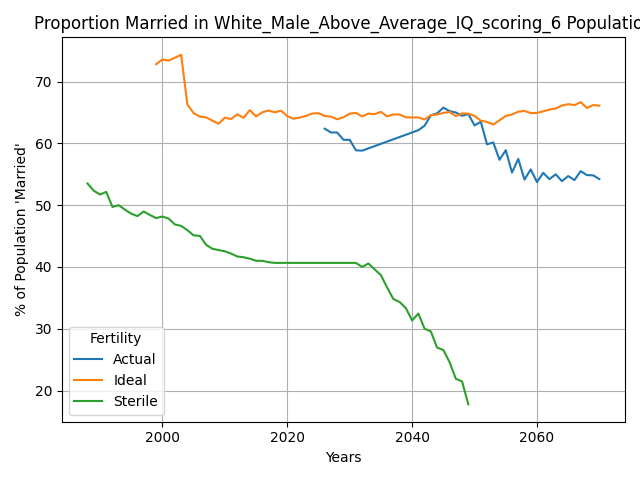 Proportion Married in White_Male_Above_Average_IQ_scoring_6 Populatio
% of Population 'Married'
70
60
50
40
30
20
Fertility
Actual
Ideal
Sterile
2000 2020 2040 2060
Years